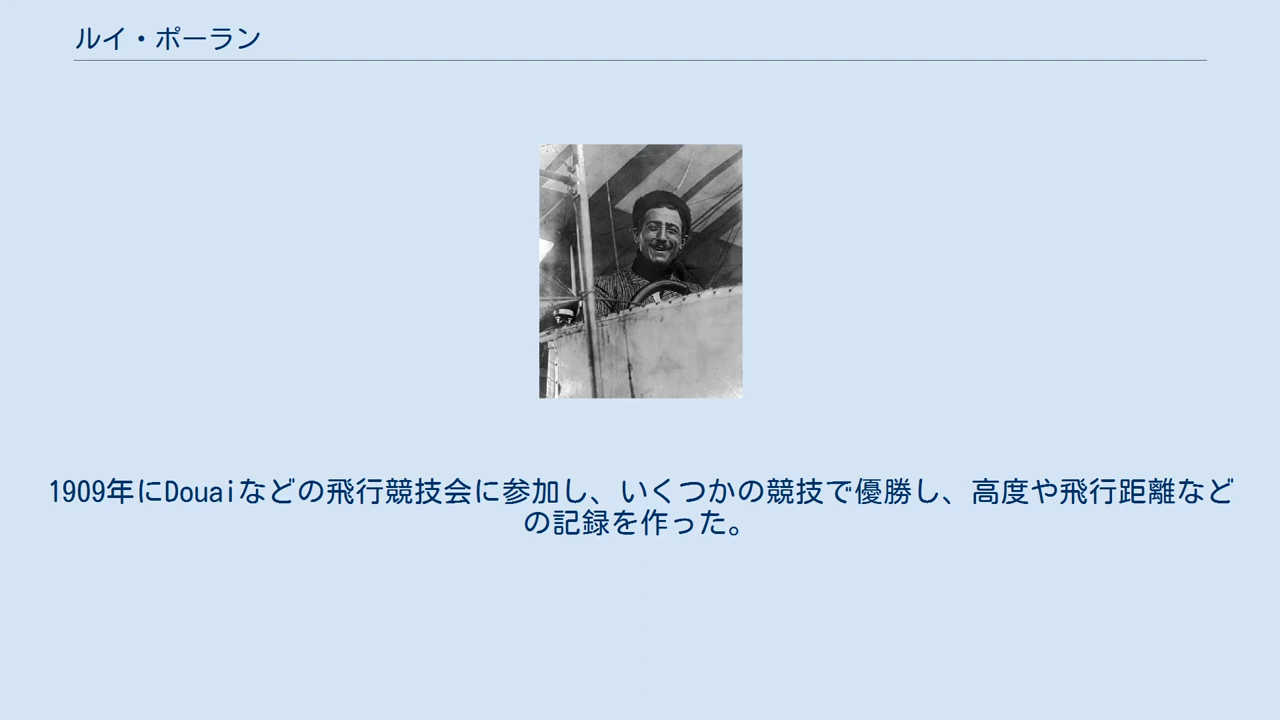 ルイ・ポーラン
1909年にDouaiなどの飛行競技会に参加し、いくつかの競技で優勝し、高度や飛行距離など
の記録を作った。